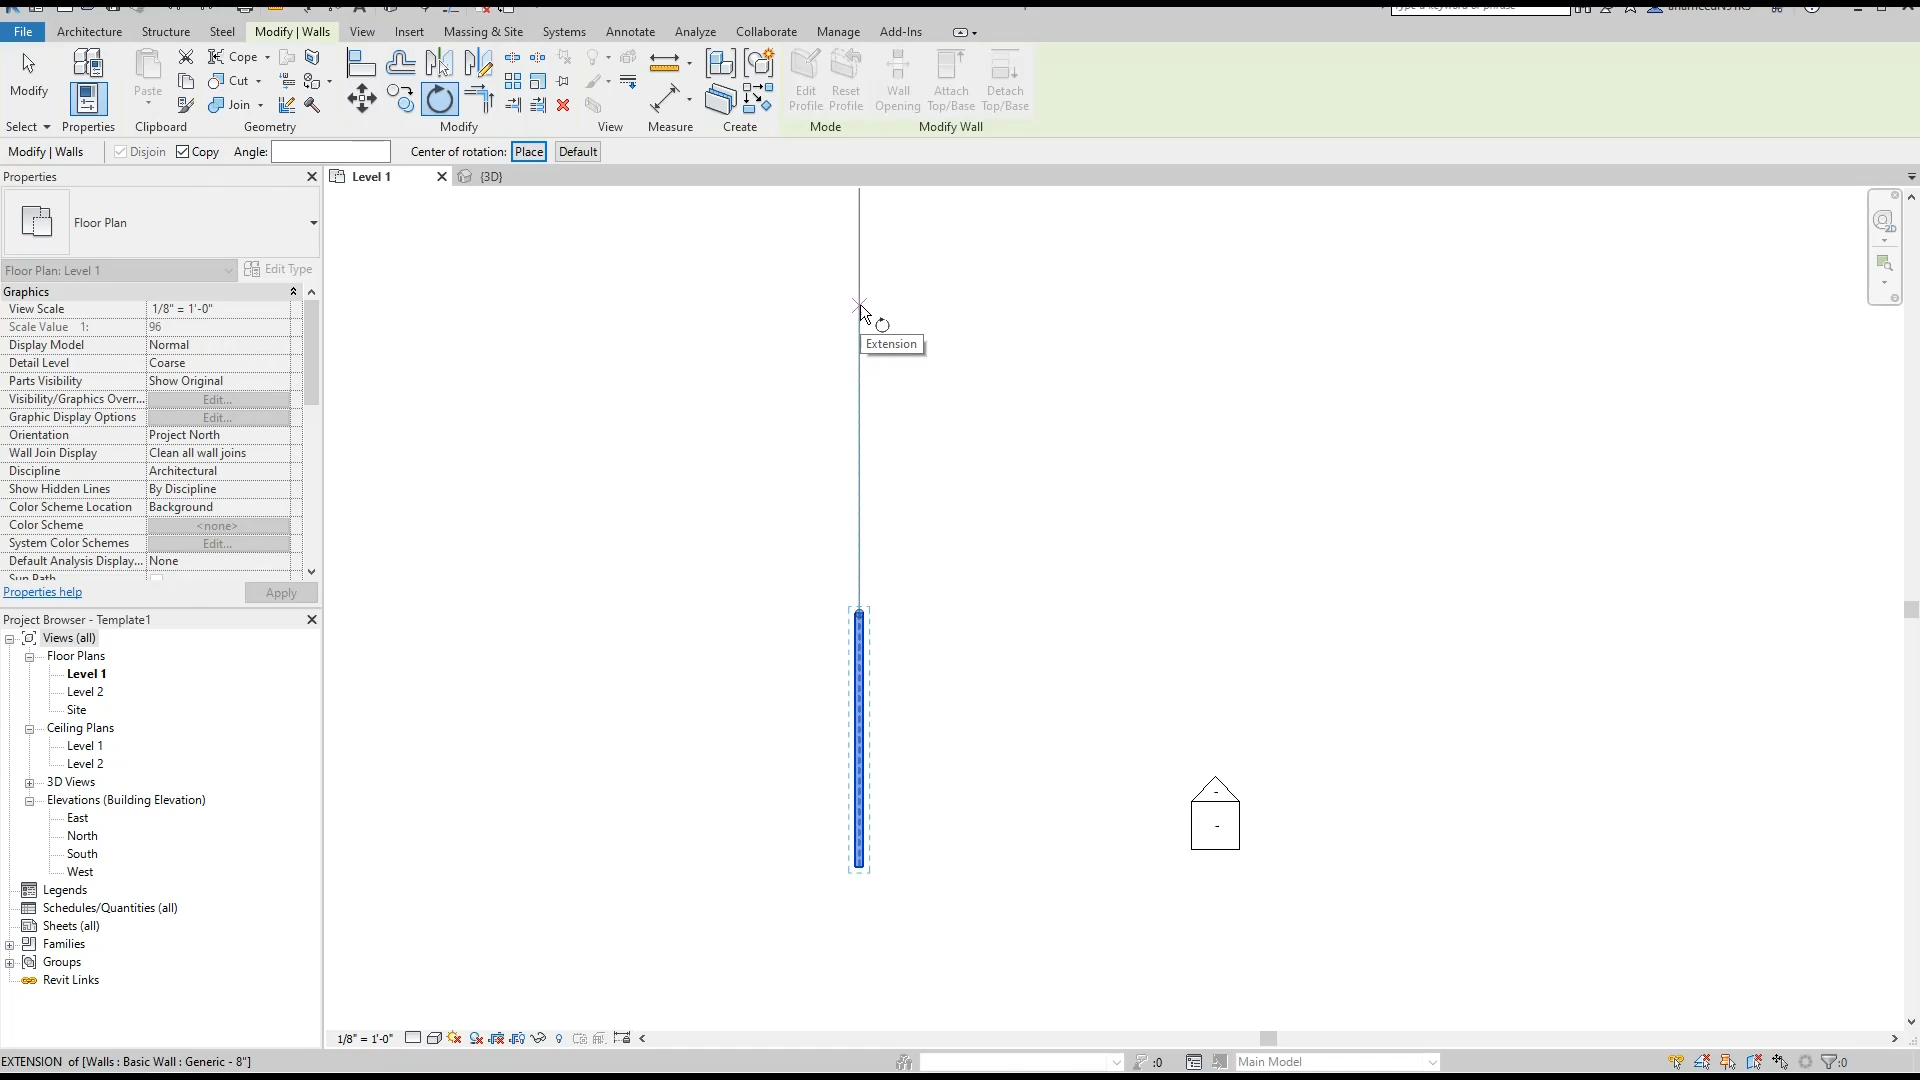 File Architecture Structure Steel Modify | Walls View Insert Massing & Site Systems Annotate Analyze Collaborate Manage Add-Ins
Modify
Paste
Cope
Cut
Join
Edit Profile
Reset Profile
Wall Opening
Attach Top/Base
Detach Top/Base
Select Properties Clipboard Geometry Modify View Measure Create Mode Modify Wall
Modify | Walls Disjoin Copy Angle: Center of rotation: Place Default
Properties
Level 1 {3D}
Floor Plan
Floor Plan: Level 1 Edit Type
Graphics
View Scale 1/8" = 1'-0"
Scale Value 1: 96
Display Model Normal
Detail Level Coarse
Parts Visibility Show Original
Visibility/Graphics Overr... Edit...
Graphic Display Options Edit...
Orientation Project North
Wall Join Display Clean all wall joins
Discipline Architectural
Show Hidden Lines By Discipline
Color Scheme Location Background
Color Scheme <none>
System Color Schemes Edit...
Default Analysis Display... None
Sun Path
Properties help Apply
Extension
2D
Project Browser - Template1
Views (all)
Floor Plans
Level 1
Level 2
Site
Ceiling Plans
Level 1
Level 2
3D Views
Elevations (Building Elevation)
East
North
South
West
Legends
Schedules/Quantities (all)
Sheets (all)
Families
Groups
Revit Links
1/8" = 1'-0"
EXTENSION of [Walls : Basic Wall : Generic - 8"] :0 Main Model :0